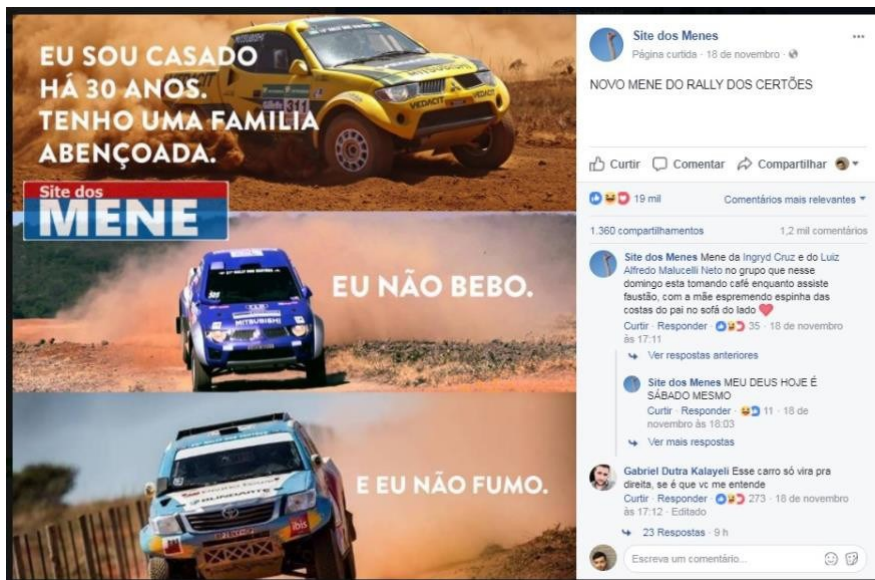 EU SOU CASADO
HÁ 30 ANOS.
TENHO UMA FAMILIA
ABENÇOADA.
MITSUBISHI
VEDACIT
311
VEDACIT
Site dos
MENE
EU NÃO BEBO.
MITSUBISHI
E EU NÃO FUMO.
RUNOARTE
ibis
Site dos Menes
Página curtida · 18 de novembro ·
NOVO MENE DO RALLY DOS CERTÕES
Curtir Comentar Compartilhar
19 mil Comentários mais relevantes
1.360 compartilhamentos 1,2 mil comentários
Site dos Menes Mene da Ingryd Cruz e do Luiz
Alfredo Malucelli Neto no grupo que nesse
domingo esta tomando café enquanto assiste
faustão, com a mãe espremendo espinha das
costas do pai no sofá do lado
Curtir · Responder · 35 · 18 de novembro
às 17:11
Ver respostas anteriores
Site dos Menes MEU DEUS HOJE É
SÁBADO MESMO
Curtir · Responder · 11 · 18 de
novembro às 18:03
Ver mais respostas
Gabriel Dutra Kalayeli Esse carro só vira pra
direita, se é que vc me entende
Curtir · Responder · 273 · 18 de novembro
às 17:12 · Editado
23 Respostas · 9 h
Escreva um comentário...